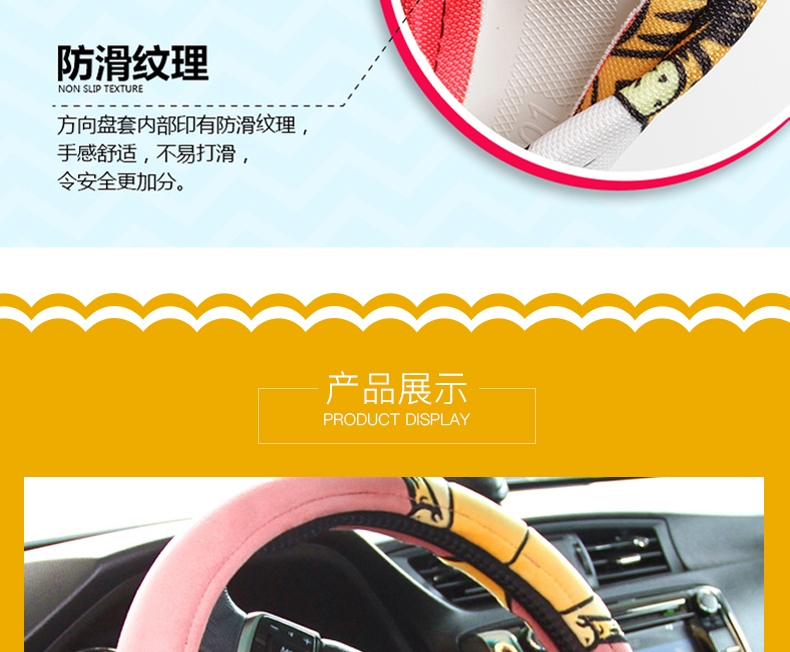 防滑纹理
NON SLIP TEXTURE
方向盘套内部印有防滑纹理，
手感舒适，不易打滑，
令安全更加分。
产品展示
PRODUCT DISPLAY